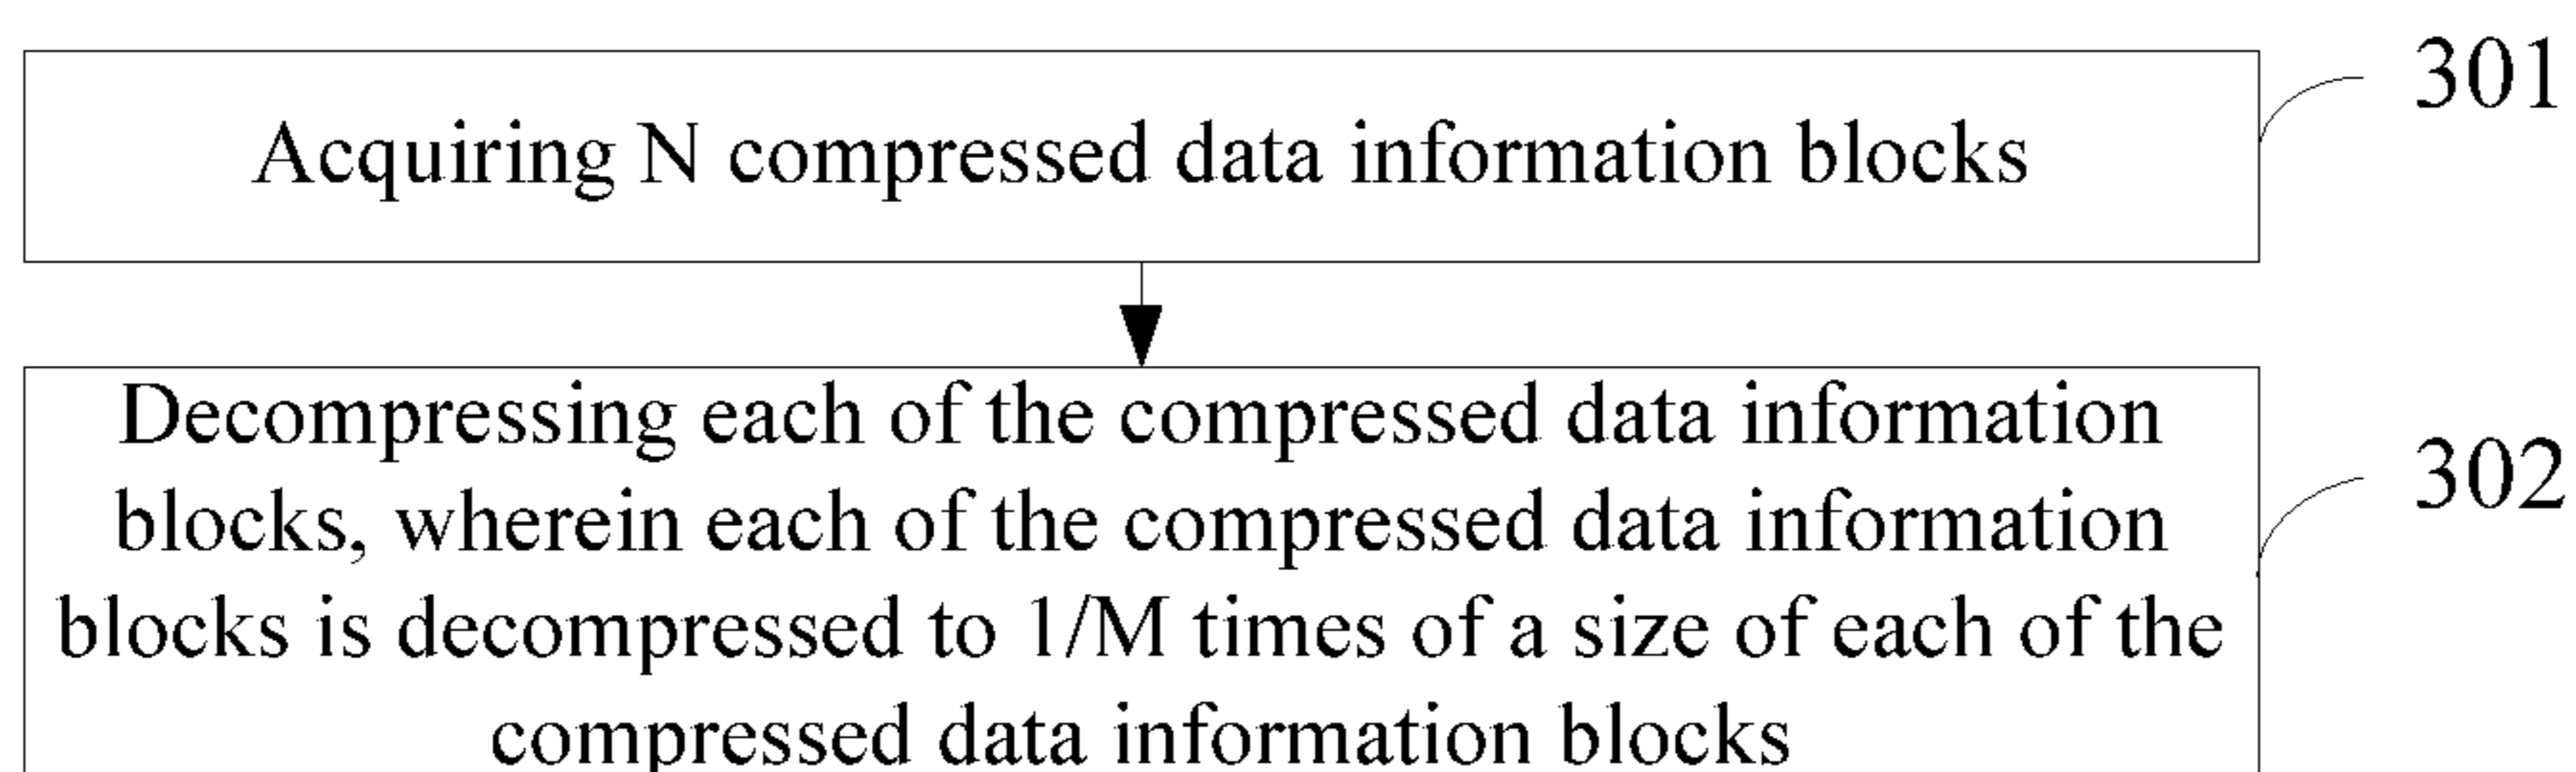 301
Acquiring N compressed data information blocks
Decompressing each of the compressed data information
302
blocks, wherein each of the compressed data information
blocks is decompressed to 1/M times of a size of each of the
compressed data information blocks